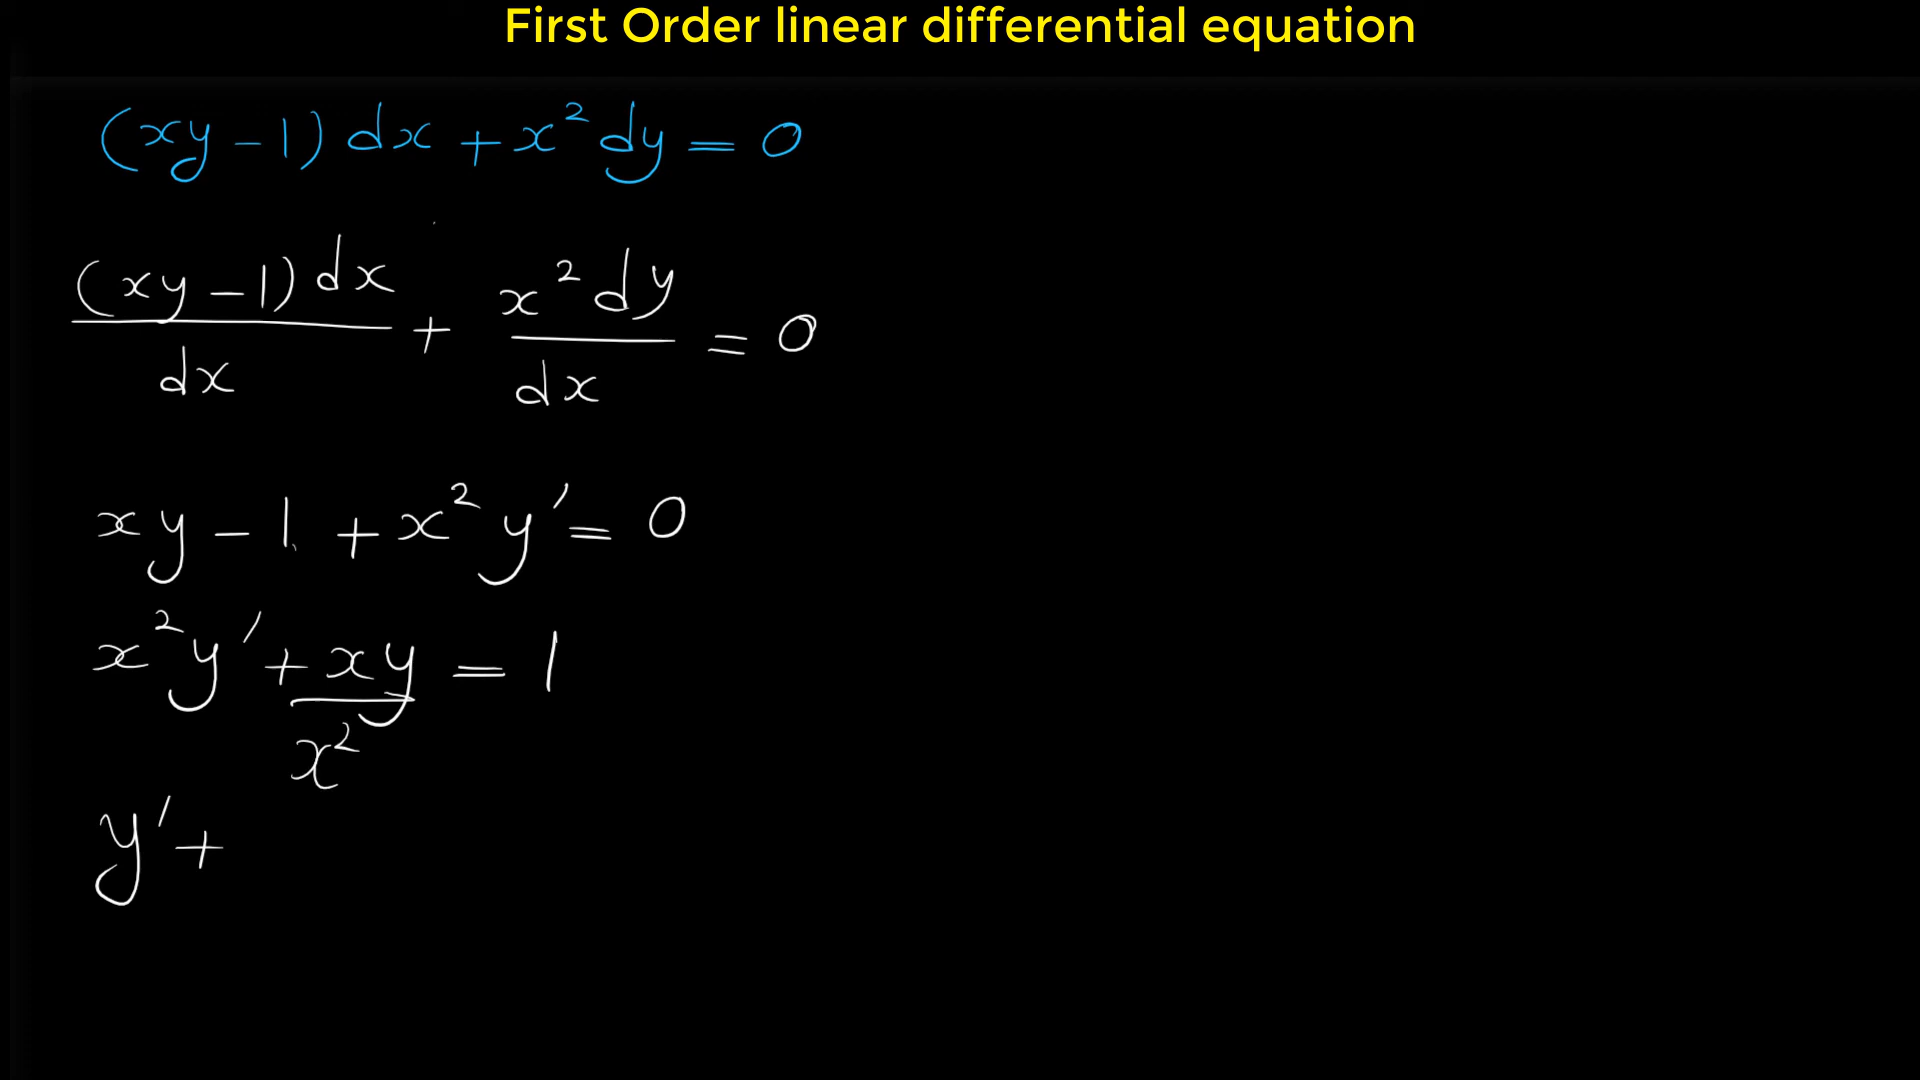 First Order linear differential equation
(xy - 1) dx + x² dy = 0
(xy - 1) dx / dx + x² dy / dx = 0
xy - 1 + x² y' = 0
x² y' + xy / x² = 1
y' +